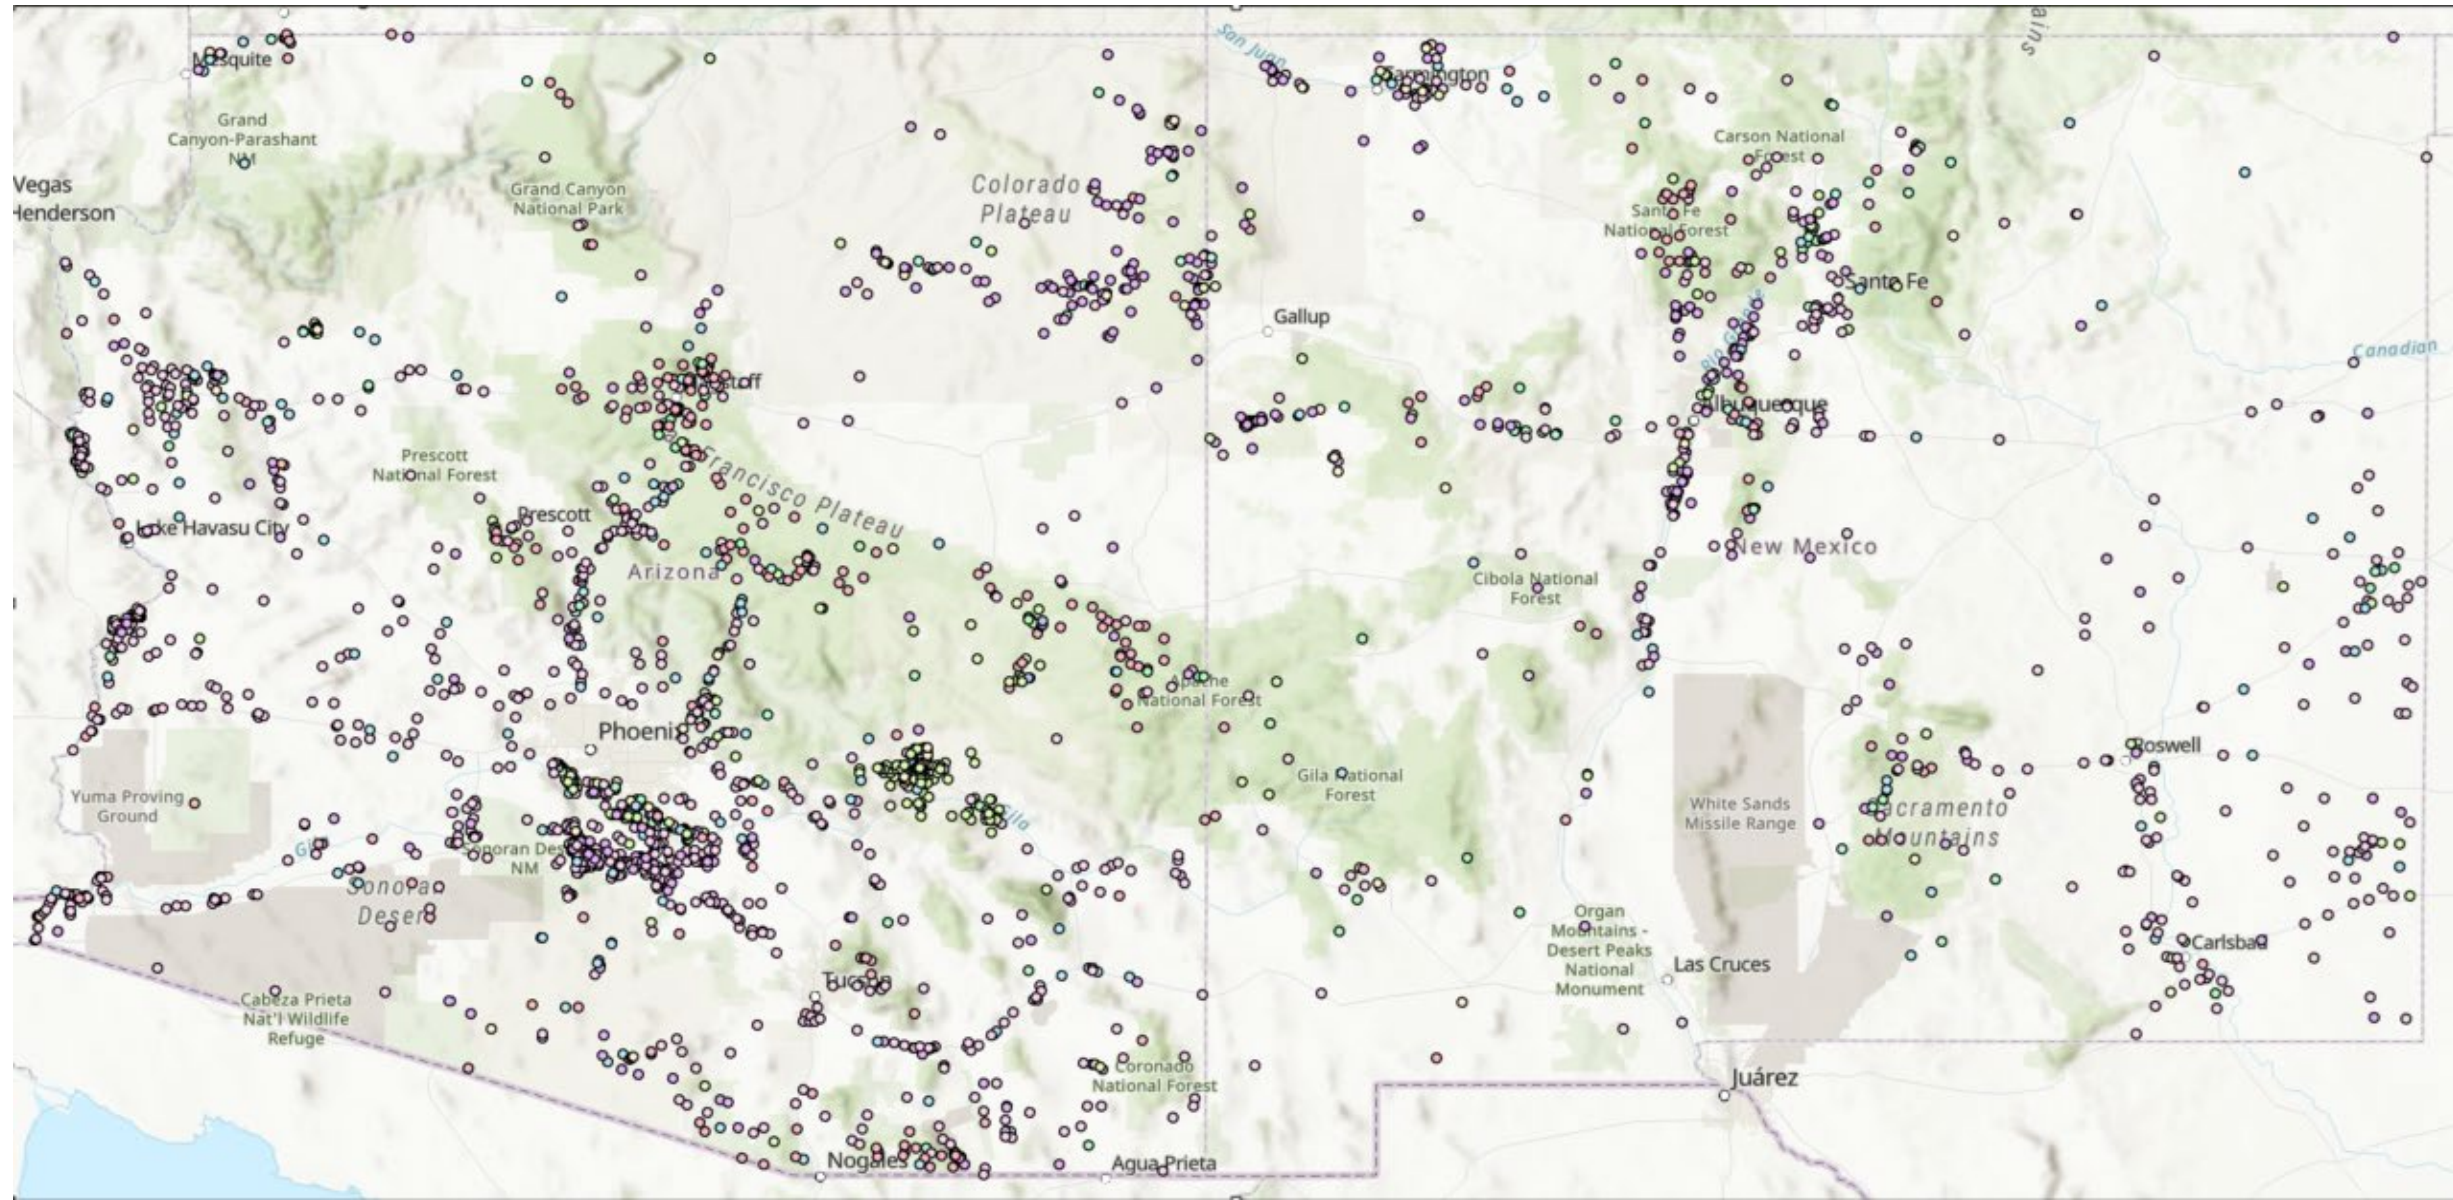 ains
San Juan
Mesquite
Farmington
Grand
Canyon-Parashant
NM
Carson National
Forest
Vegas
Henderson
Grand Canyon
National Park
Colorado
Plateau
Santa Fe
National Forest
Santa Fe
Rio Grande
Gallup
Canadian
Albuquerque
Prescott
National Forest
Francisco Plateau
Lake Havasu City
Prescott
New Mexico
Arizona
Cibola National
Forest
Apache
National Forest
Phoenix
Roswell
Yuma Proving
Ground
Gila National
Forest
White Sands
Missile Range
Sacramento
Mountains
Gila
Sonoran Des
NM
Sonoran
Desert
Organ
Mountains -
Desert Peaks
National
Monument
Carlsbad
Las Cruces
Tucson
Cabeza Prieta
Nat'l Wildlife
Refuge
Coronado
National Forest
Juárez
Nogales
Agua Prieta